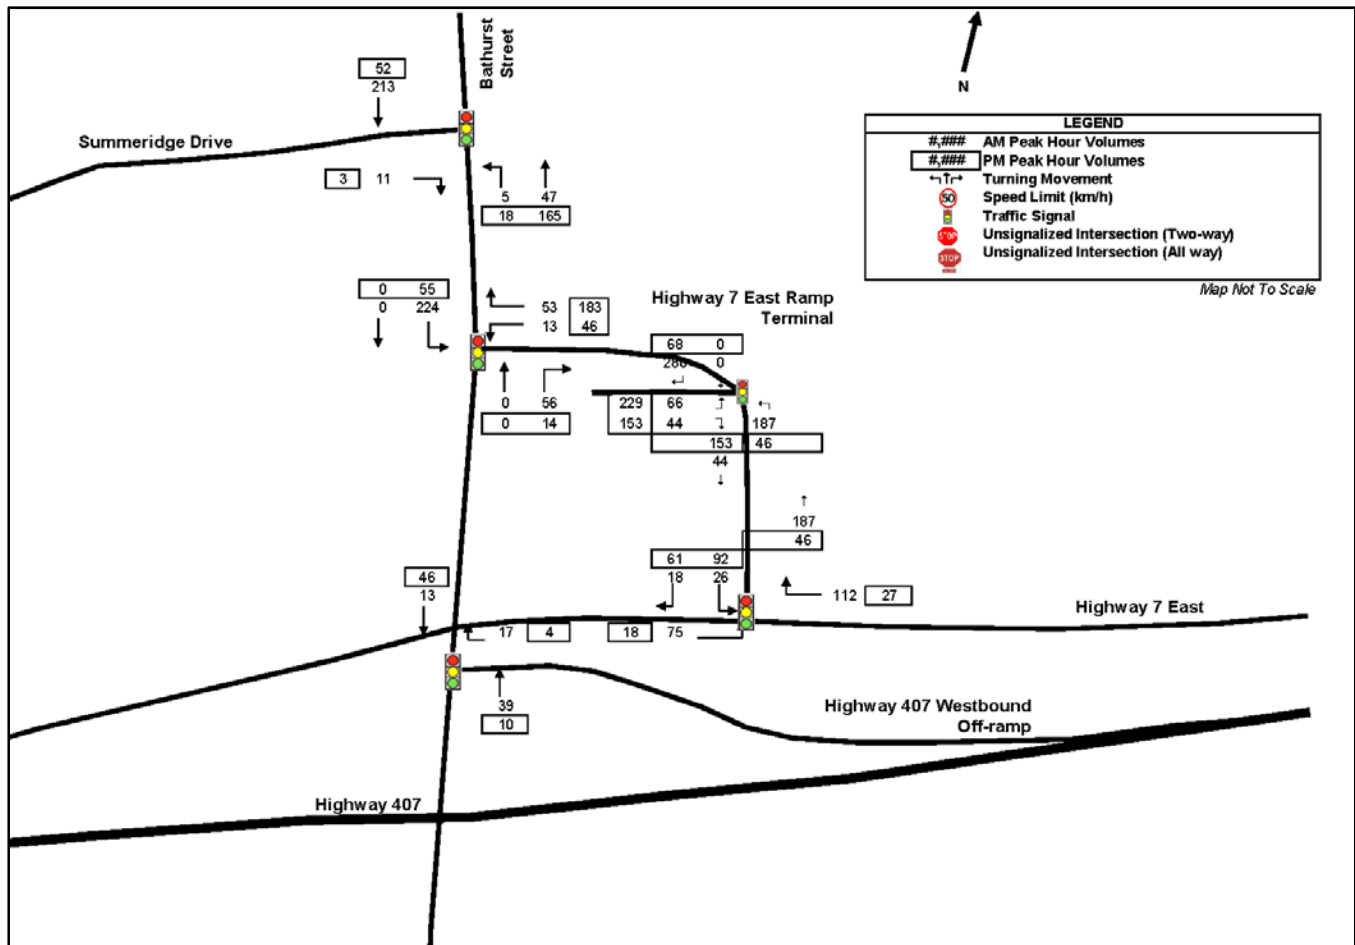 Bathurst
Street
N
52
213
Summeridge Drive
LEGEND
#,### AM Peak Hour Volumes
#,### PM Peak Hour Volumes
Turning Movement
50 Speed Limit (km/h)
Traffic Signal
STOP Unsignalized Intersection (Two-way)
STOP Unsignalized Intersection (All way)
Map Not To Scale
3 11
5 47
18 165
0 55
0 224
53 183
13 46
Highway 7 East Ramp
Terminal
68 0
286 0
0 56
0 14
229 66
153 44 187
153 46
44
187
46
61 92
18 26
46
13
112 27
Highway 7 East
17 4
18 75
39
10
Highway 407 Westbound
Off-ramp
Highway 407